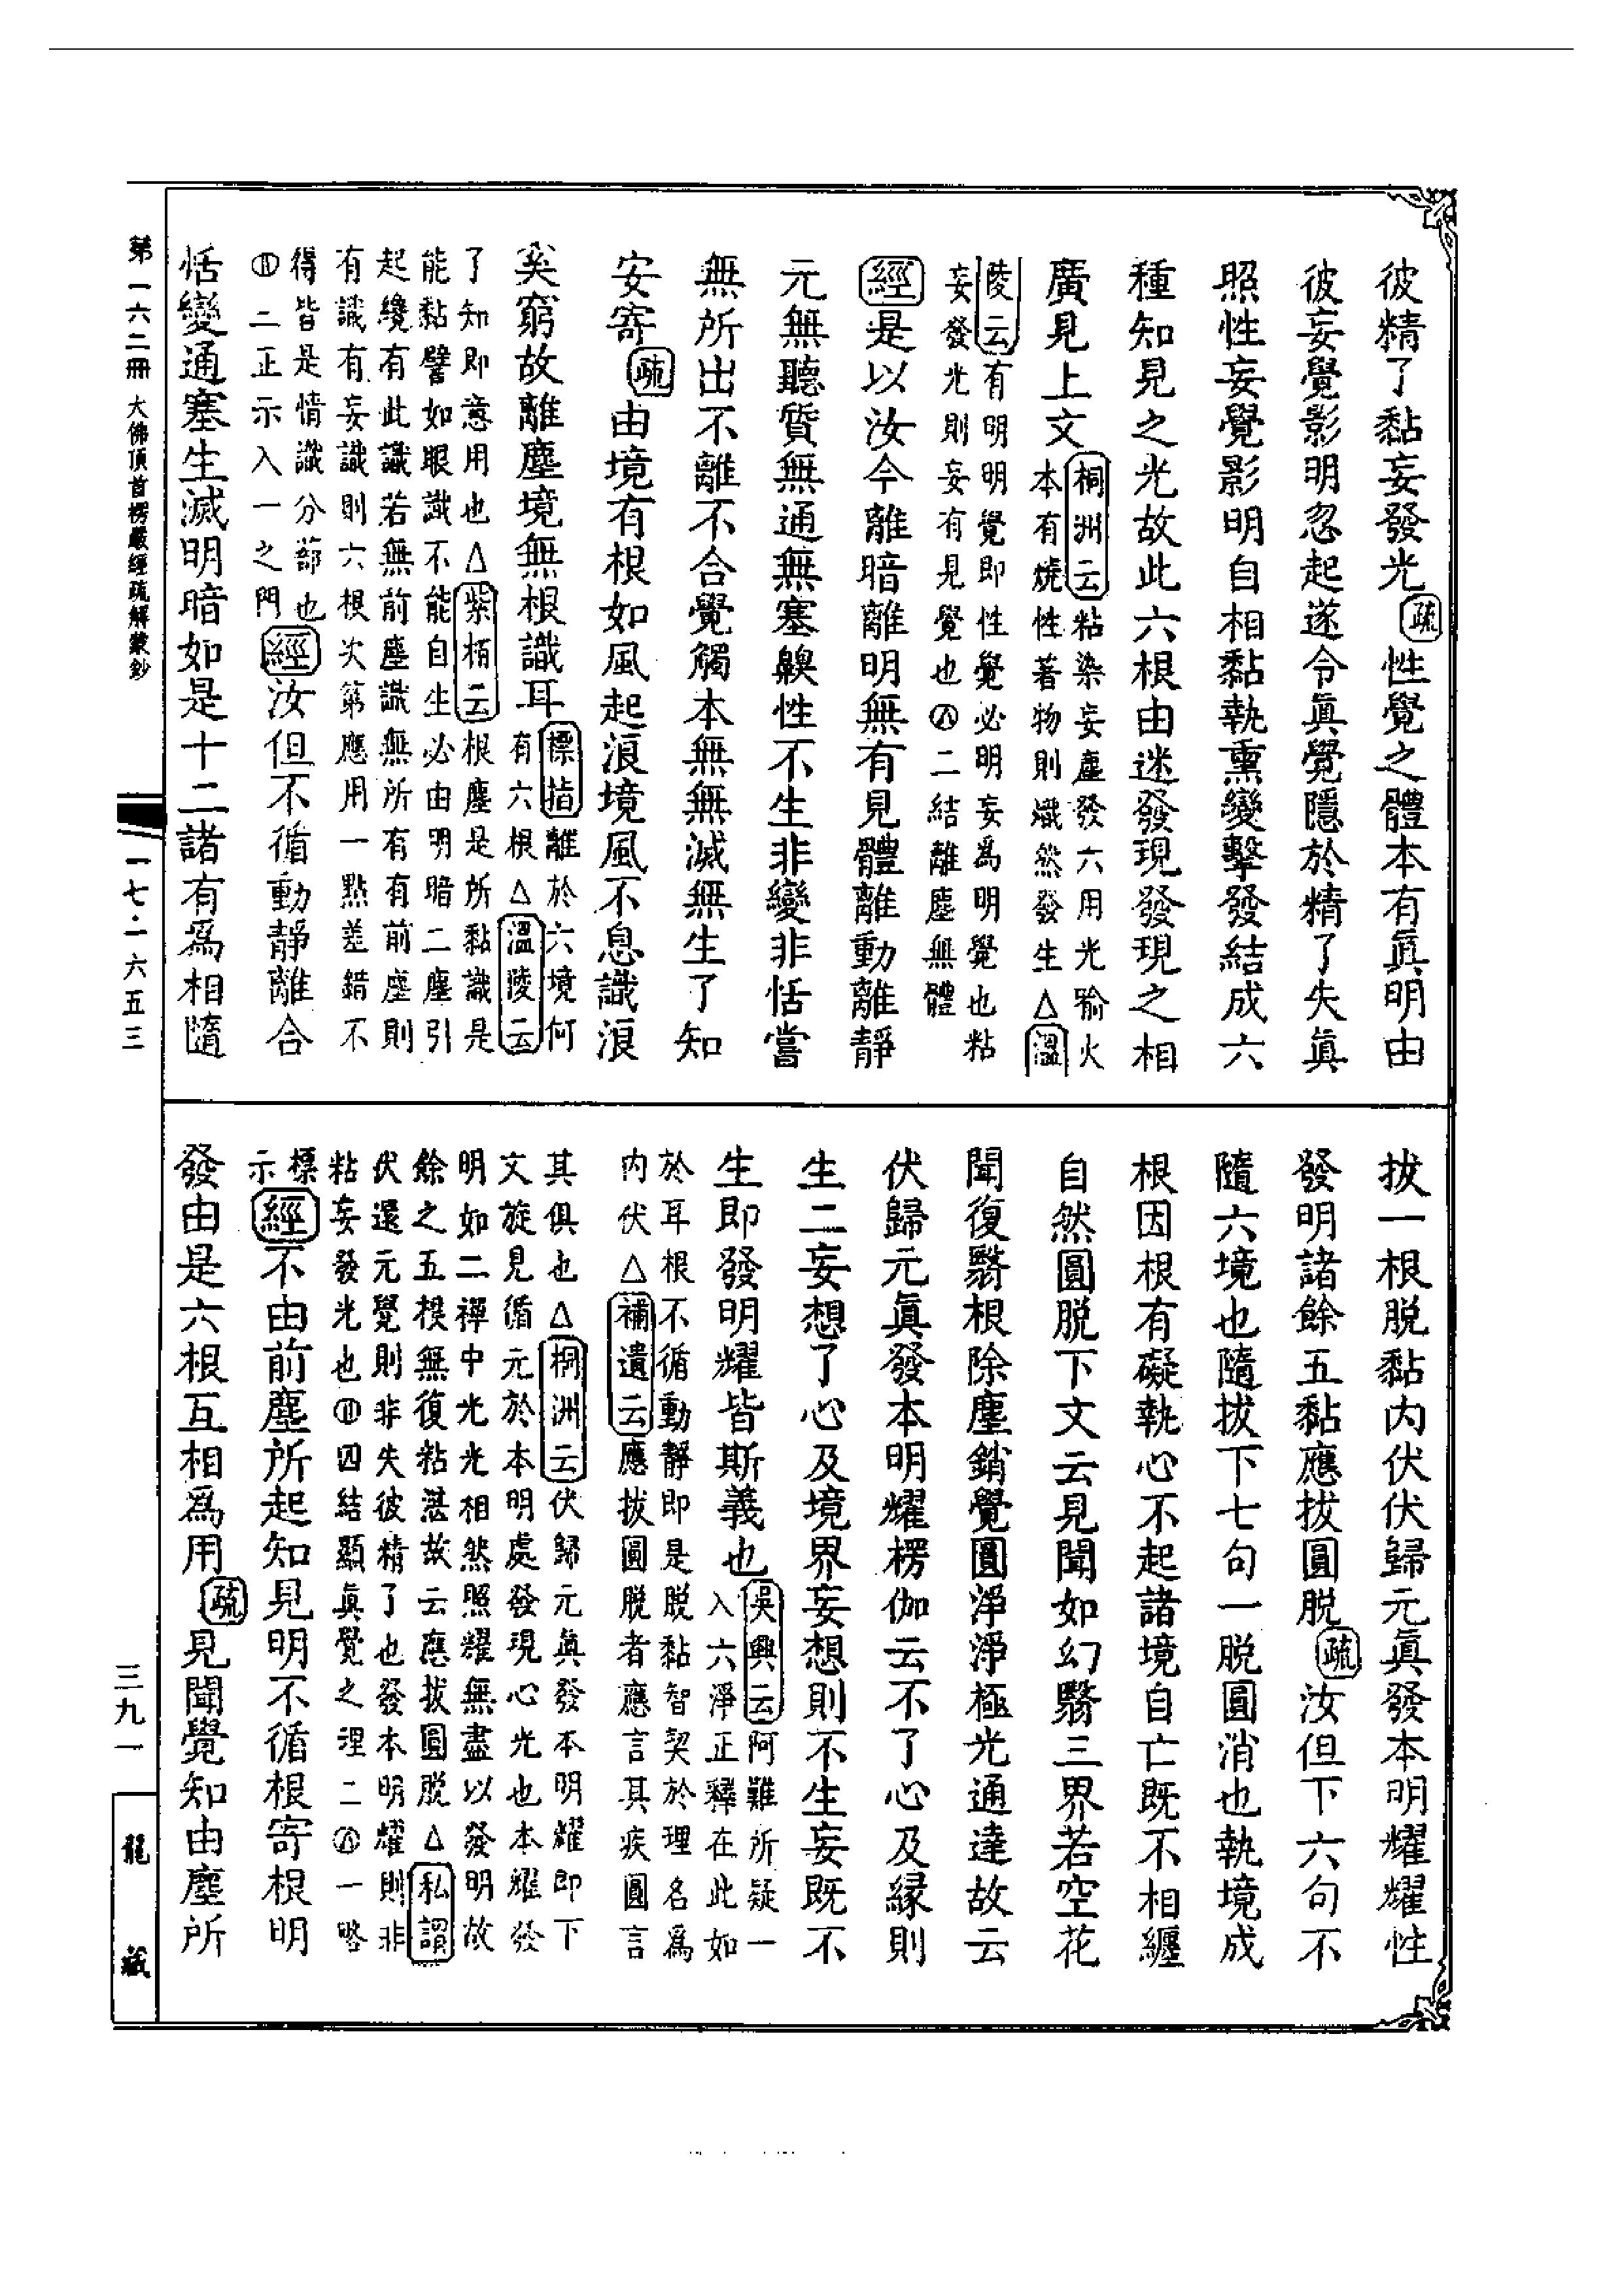 彼精了黏妄發光疏性覺之體本有真明由
彼妄覺影明忽起遂令真覺隱於精了失真
照性妄覺影明自相黏執熏變擊發結成六
種知見之光故此六根由迷發現發現之相
廣見上文桐洲云粘染妄塵發六用光喻火
本有燒性著物則熾然發生△溫
陵云有明明覺即性覺必明妄為明覺也粘
妄發光則妄有見覺也㊇二結離塵無體
經是以汝今離暗離明無有見體離動離靜
元無聽質無通無塞齅性不生非變非恬嘗
無所出不離不合覺觸本無無滅無生了知
安寄疏由境有根如風起浪境風不息識浪
奚窮故離塵境無根識耳標指離於六境何
有六根△溫陵云
了知即意用也△柴栢云根塵是所黏識是
能黏譬如眼識不能自生必由明暗二塵引
起纔有此識若無前塵識無所有有前塵則
有識有妄識則六根次第應用一點差錯不
得皆是情識分蔀也
㊃二正示入一之門經汝但不循動靜離合
恬變通塞生滅明暗如是十二諸有為相隨
第一六二冊 大佛頂首楞嚴經疏解蒙鈔
一七·一六五三
拔一根脫黏內伏伏歸元真發本明耀耀性
發明諸餘五黏應拔圓脫疏汝但下六句不
隨六境也隨拔下七句一脫圓消也執境成
根因根有礙執心不起諸境自亡既不相纏
自然圓脫下文云見聞如幻翳三界若空花
聞復翳根除塵銷覺圓淨淨極光通達故云
伏歸元真發本明耀楞伽云不了心及緣則
生二妄想了心及境界妄想則不生妄既不
生即發明耀皆斯義也吳興云阿難所疑一
入六淨正釋在此如
於耳根不循動靜即是脫黏智契於理名為
內伏△補遺云應拔圓脫者應言其疾圓言
其俱也△桐洲云伏歸元真發本明耀即下
文旋見循元於本明處發現心光也本耀發
明如二禪中光光相然照耀無盡以發明故
餘之五根無復粘湛故云應拔圓脫△私謂
伏還元覺則非失彼精了也發本明耀則非
粘妄發光也㊃四結顯真覺之理二㊇一略
標
示經不由前塵所起知見明不循根寄根明
發由是六根互相為用疏見聞覺知由塵所
三九一
龍藏